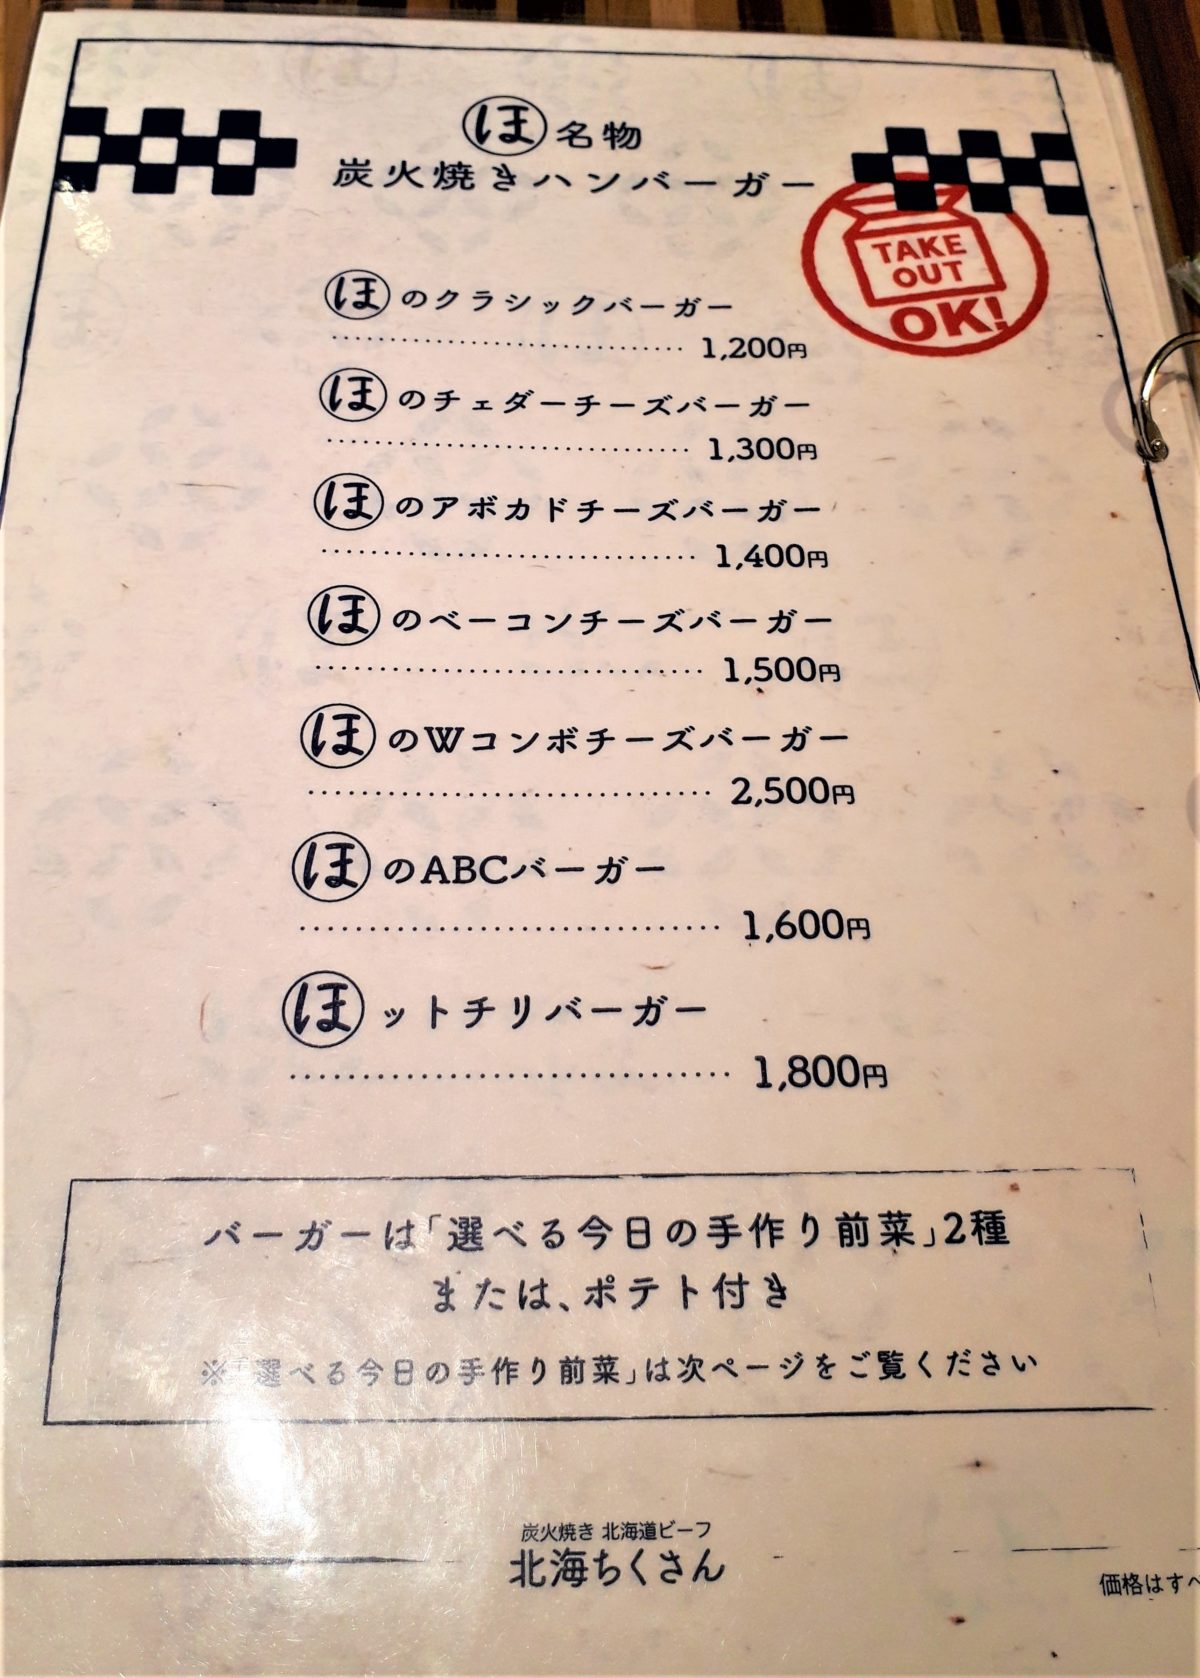 ほ名物
炭火焼きハンバーガー
TAKE
OUT
OK!
ほのクラシックバーガー
1,200円
ほのチェダーチーズバーガー
1,300円
ほのアボカドチーズバーガー
1,400円
ほのベーコンチーズバーガー
1,500円
ほのWコンボチーズバーガー
2,500円
ほのABCバーガー
1,600円
ほットチリバーガー
1,800円
バーガーは「選べる今日の手作り前菜」2種
または、ポテト付き
※「選べる今日の手作り前菜」は次ページをご覧ください
炭火焼き 北海道ビーフ
北海ちくさん
価格はすべ